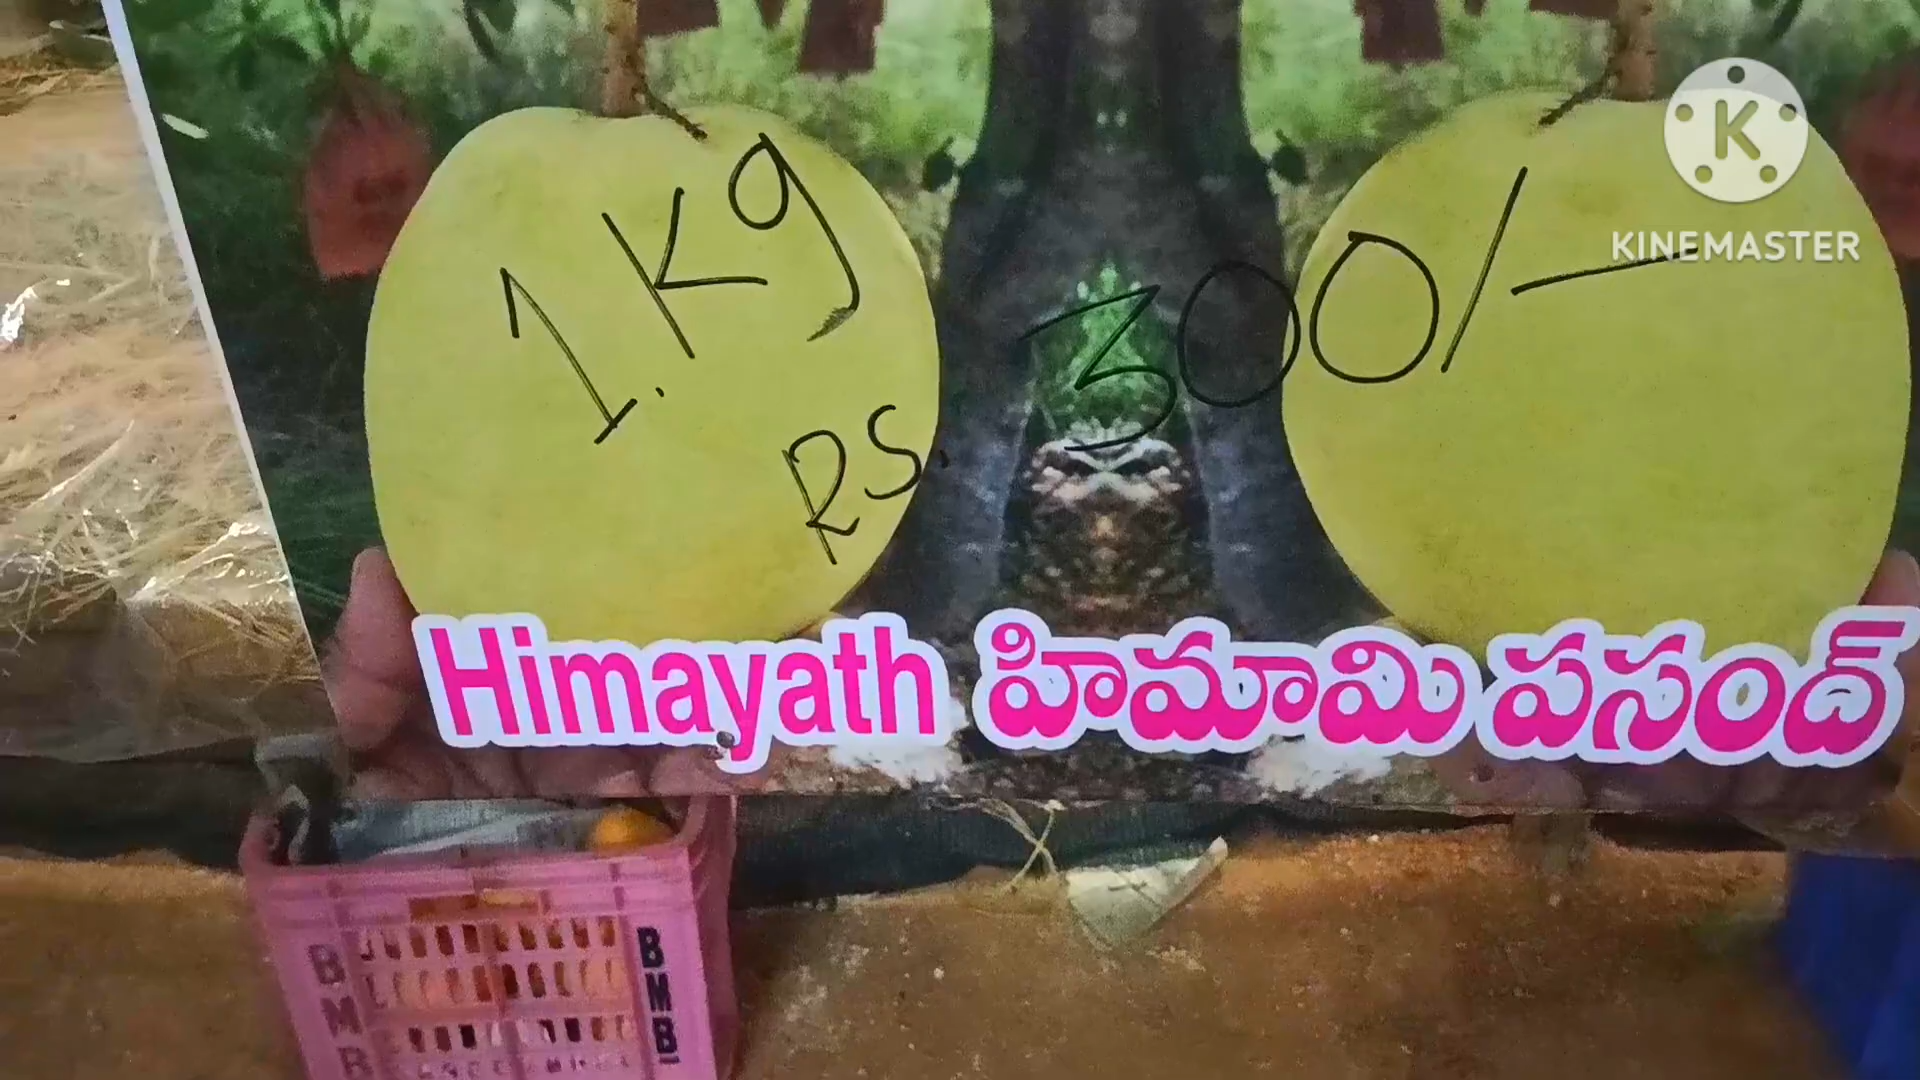 1.Kg
Rs. 300/-
Himayath హిమామి పసంద్
K
KINEMASTER
BMB
BMB